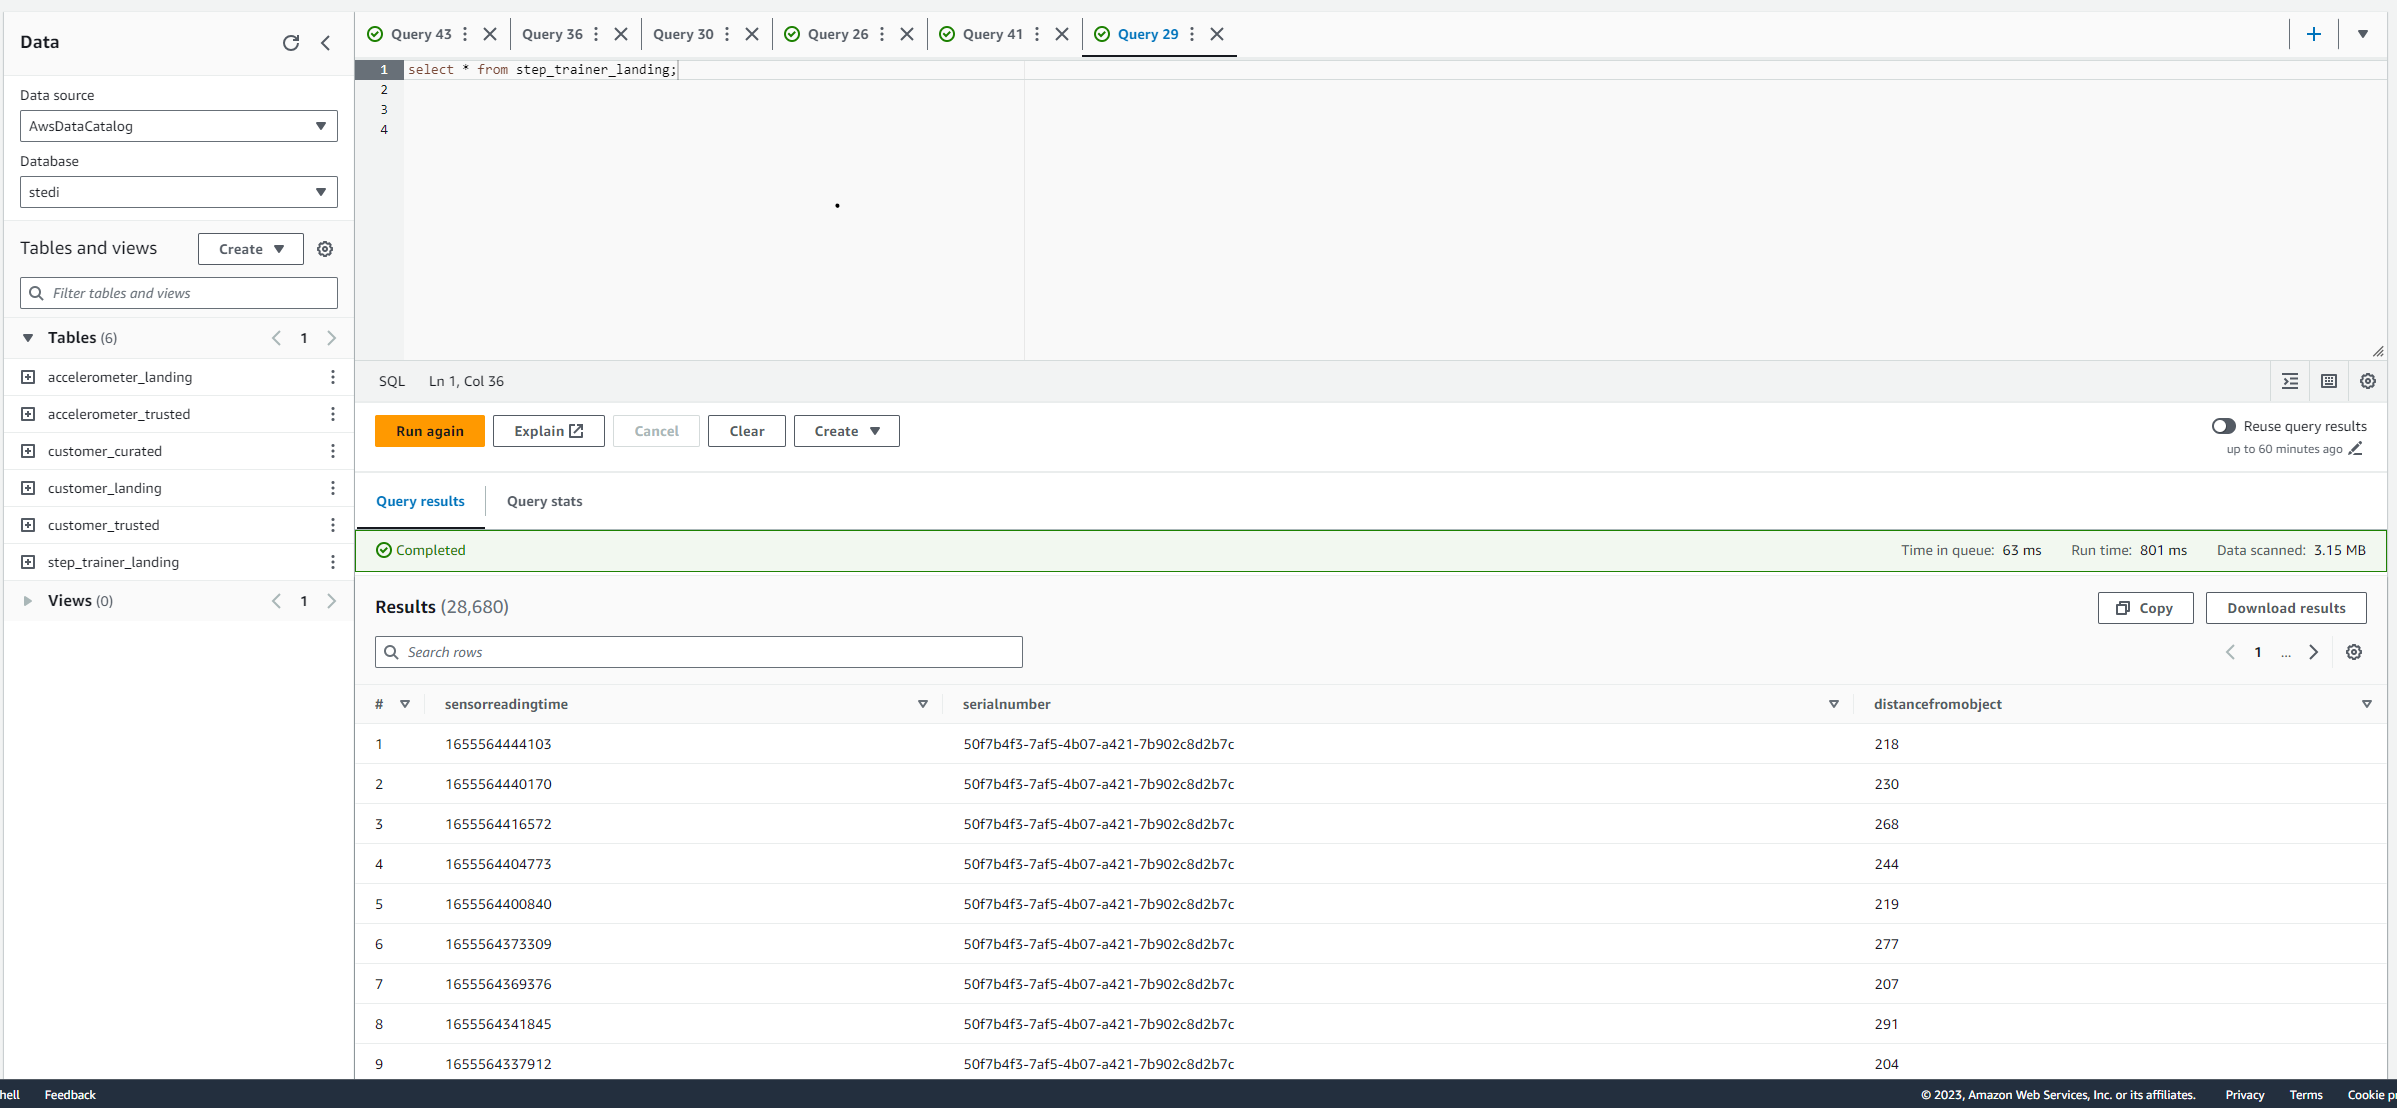 Data
Query 43
Query 36
Query 30
Query 26
Query 41
Query 29
Data source
AwsDataCatalog
Database
stedi
Tables and views
Create
Filter tables and views
Tables (6)
1
accelerometer_landing
accelerometer_trusted
customer_curated
customer_landing
customer_trusted
step_trainer_landing
Views (0)
1
1 select * from step_trainer_landing;
2
3
4
SQL Ln 1, Col 36
Run again
Explain
Cancel
Clear
Create
Reuse query results
up to 60 minutes ago
Query results
Query stats
Completed
Time in queue: 63 ms Run time: 801 ms Data scanned: 3.15 MB
Results (28,680)
Copy
Download results
Search rows
1 ...
# sensorreadingtime serialnumber distancefromobject
1 1655564444103 50f7b4f3-7af5-4b07-a421-7b902c8d2b7c 218
2 1655564440170 50f7b4f3-7af5-4b07-a421-7b902c8d2b7c 230
3 1655564416572 50f7b4f3-7af5-4b07-a421-7b902c8d2b7c 268
4 1655564404773 50f7b4f3-7af5-4b07-a421-7b902c8d2b7c 244
5 1655564400840 50f7b4f3-7af5-4b07-a421-7b902c8d2b7c 219
6 1655564373309 50f7b4f3-7af5-4b07-a421-7b902c8d2b7c 277
7 1655564369376 50f7b4f3-7af5-4b07-a421-7b902c8d2b7c 207
8 1655564341845 50f7b4f3-7af5-4b07-a421-7b902c8d2b7c 291
9 1655564337912 50f7b4f3-7af5-4b07-a421-7b902c8d2b7c 204
hell Feedback
© 2023, Amazon Web Services, Inc. or its affiliates. Privacy Terms Cookie p